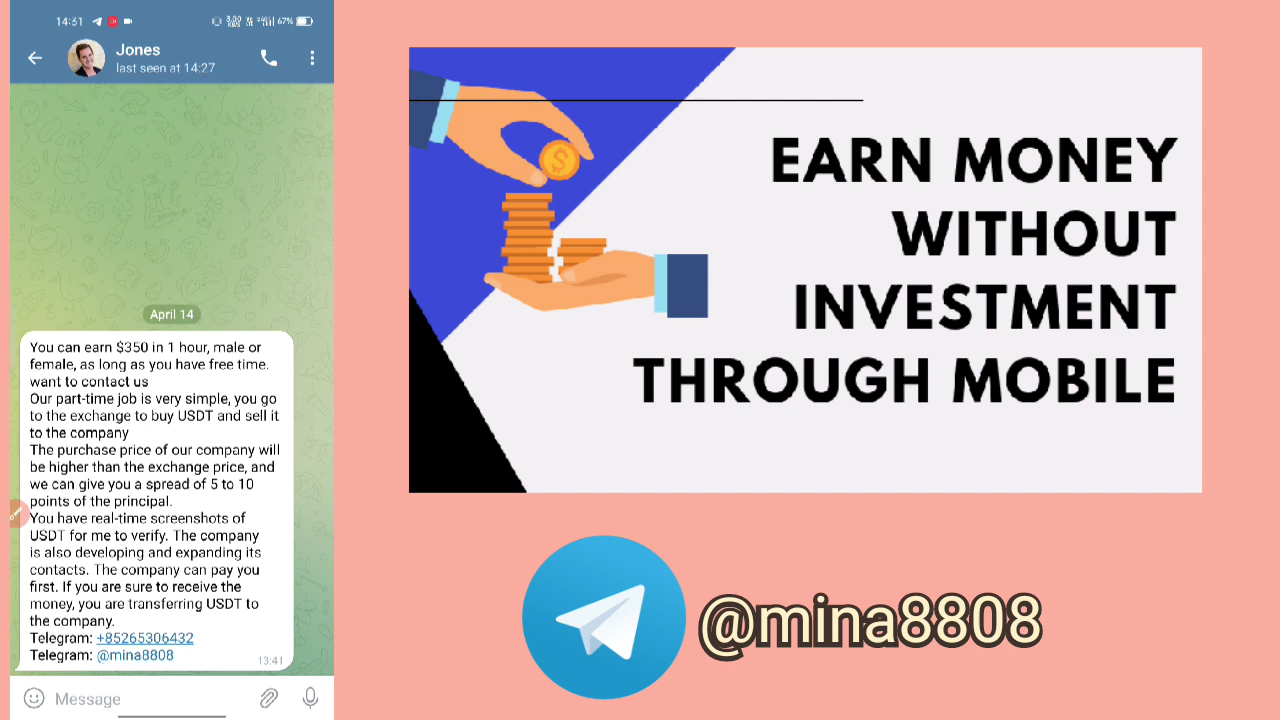 14:31
3.00
KB/S
67%
Jones
last seen at 14:27
April 14
You can earn $350 in 1 hour, male or
female, as long as you have free time.
want to contact us
Our part-time job is very simple, you go
to the exchange to buy USDT and sell it
to the company
The purchase price of our company will
be higher than the exchange price, and
we can give you a spread of 5 to 10
points of the principal.
You have real-time screenshots of
USDT for me to verify. The company
is also developing and expanding its
contacts. The company can pay you
first. If you are sure to receive the
money, you are transferring USDT to
the company.
Telegram: +85265306432
Telegram: @mina8808
13:41
Message
EARN MONEY
WITHOUT
INVESTMENT
THROUGH MOBILE
@mina8808